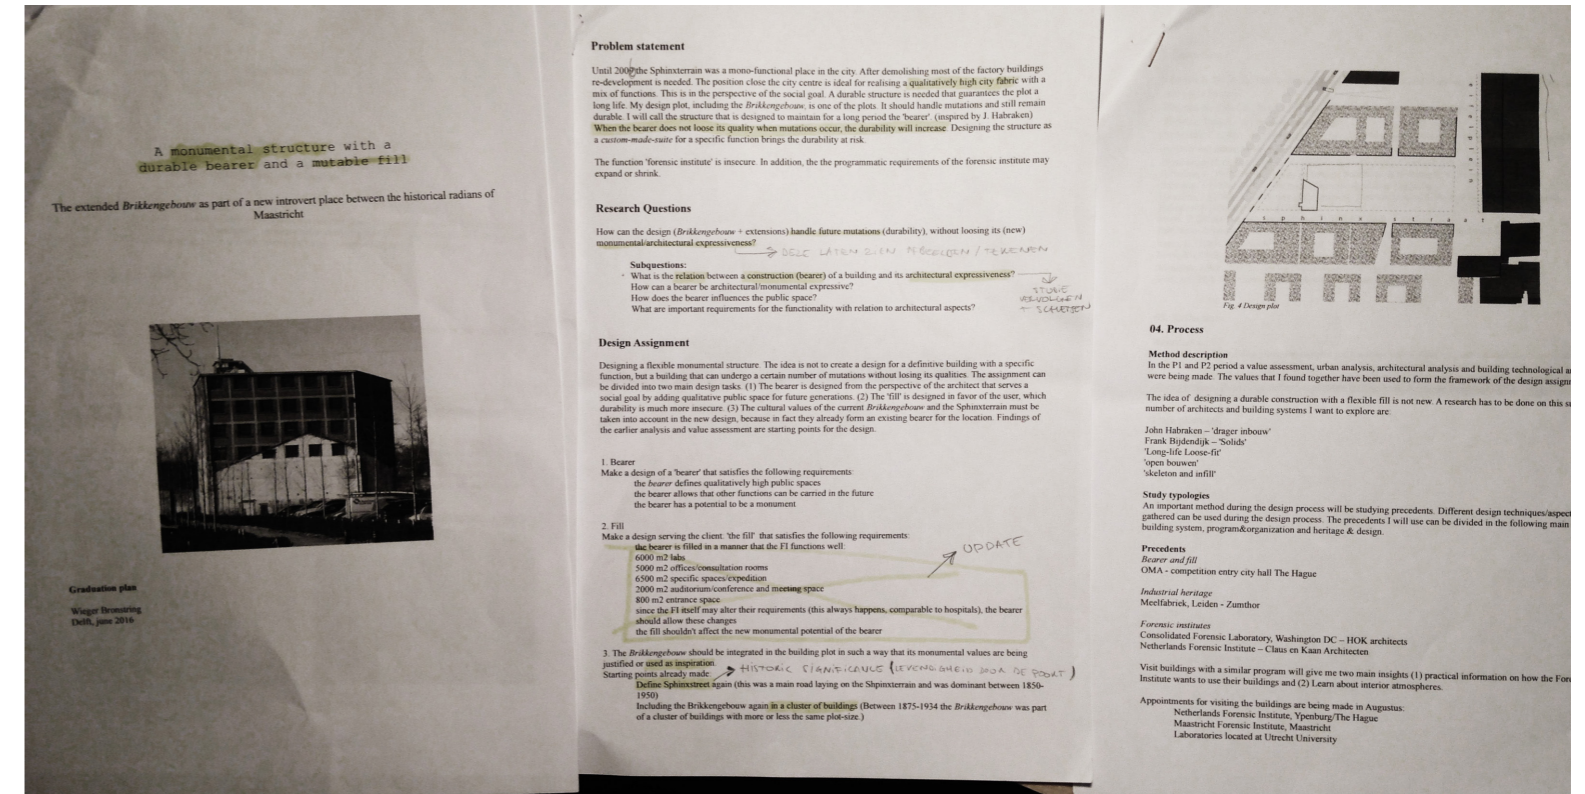 A monumental structure with a
durable bearer and a mutable fill
The extended Brikkengebouw as part of a new introvert place between the historical radians of
Maastricht
Graduation plan
Wieger Bromstring
Delft, june 2016
Problem statement
Until 2009 the Sphinxterrain was a mono-functional place in the city. After demolishing most of the factory buildings
re-development is needed. The position close the city centre is ideal for realising a qualitatively high city fabric with a
mix of functions. This is in the perspective of the social goal. A durable structure is needed that guarantees the plot a
long life. My design plot, including the Brikkengebouw, is one of the plots. It should handle mutations and still remain
durable. I will call the structure that is designed to maintain for a long period the 'bearer'. (inspired by J. Habraken)
When the bearer does not loose its quality when mutations occur, the durability will increase. Designing the structure as
a custom-made-suite for a specific function brings the durability at risk.
The function 'forensic institute' is insecure. In addition, the the programmatic requirements of the forensic institute may
expand or shrink.
Research Questions
How can the design (Brikkengebouw + extensions) handle future mutations (durability), without loosing its (new)
monumental/architectural expressiveness?
DEZE LATEN ZIEN / TEKENEN
Subquestions:
What is the relation between a construction (bearer) of a building and its architectural expressiveness?
How can a bearer be architectural/monumental expressive?
How does the bearer influences the public space?
What are important requirements for the functionality with relation to architectural aspects?
STUDIE
VERVOLGEN
+ SCHETSEN
Design Assignment
Designing a flexible monumental structure. The idea is not to create a design for a definitive building with a specific
function, but a building that can undergo a certain number of mutations without losing its qualities. The assignment can
be divided into two main design tasks. (1) The bearer is designed from the perspective of the architect that serves a
social goal by adding qualitative public space for future generations. (2) The 'fill' is designed in favor of the user, which
durability is much more insecure. (3) The cultural values of the current Brikkengebouw and the Sphinxterrain must be
taken into account in the new design, because in fact they already form an existing bearer for the location. Findings of
the earlier analysis and value assessment are starting points for the design.
1. Bearer
Make a design of a 'bearer' that satisfies the following requirements:
the bearer defines qualitatively high public spaces
the bearer allows that other functions can be carried in the future
the bearer has a potential to be a monument
2. Fill
Make a design serving the client: 'the fill' that satisfies the following requirements:
the bearer is filled in a manner that the FI functions well:
UPDATE
6000 m2 labs
5000 m2 offices/consultation rooms
6500 m2 specific spaces/expedition
2000 m2 auditorium/conference and meeting space
800 m2 entrance space
since the FI itself may alter their requirements (this always happens, comparable to hospitals), the bearer
should allow these changes
the fill shouldn't affect the new monumental potential of the bearer
3. The Brikkengebouw should be integrated in the building plot in such a way that its monumental values are being
justified or used as inspiration.
HISTORIC SIGNIFICANCE (LEVENDIGHEID DOOR DE POORT)
Starting points already made:
Define Sphinxstreet again (this was a main road laying on the Shpinxterrain and was dominant between 1850-
1950)
Including the Brikkengebouw again in a cluster of buildings (Between 1875-1934 the Brikkengebouw was part
of a cluster of buildings with more or less the same plot-size.)
sphinxstraat
Fig. 4 Design plot
04. Process
Method description
In the P1 and P2 period a value assessment, urban analysis, architectural analysis and building technological a
were being made. The values that I found together have been used to form the framework of the design assign
The idea of designing a durable construction with a flexible fill is not new. A research has to be done on this s
number of architects and building systems I want to explore are:
John Habraken – 'drager inbouw'
Frank Bijdendijk – 'Solids'
'Long-life Loose-fit'
'open bouwen'
'skeleton and infill'
Study typologies
An important method during the design process will be studying precedents. Different design techniques/aspect
gathered can be used during the design process. The precedents I will use can be divided in the following main
building system, program&organization and heritage & design.
Precedents
Bearer and fill
OMA - competition entry city hall The Hague
Industrial heritage
Meelfabriek, Leiden - Zumthor
Forensic institutes
Consolidated Forensic Laboratory, Washington DC – HOK architects
Netherlands Forensic Institute – Claus en Kaan Architecten
Visit buildings with a similar program will give me two main insights (1) practical information on how the For
Institute wants to use their buildings and (2) Learn about interior atmospheres.
Appointments for visiting the buildings are being made in Augustus:
Netherlands Forensic Institute, Ypenburg/The Hague
Maastricht Forensic Institute, Maastricht
Laboratories located at Utrecht University